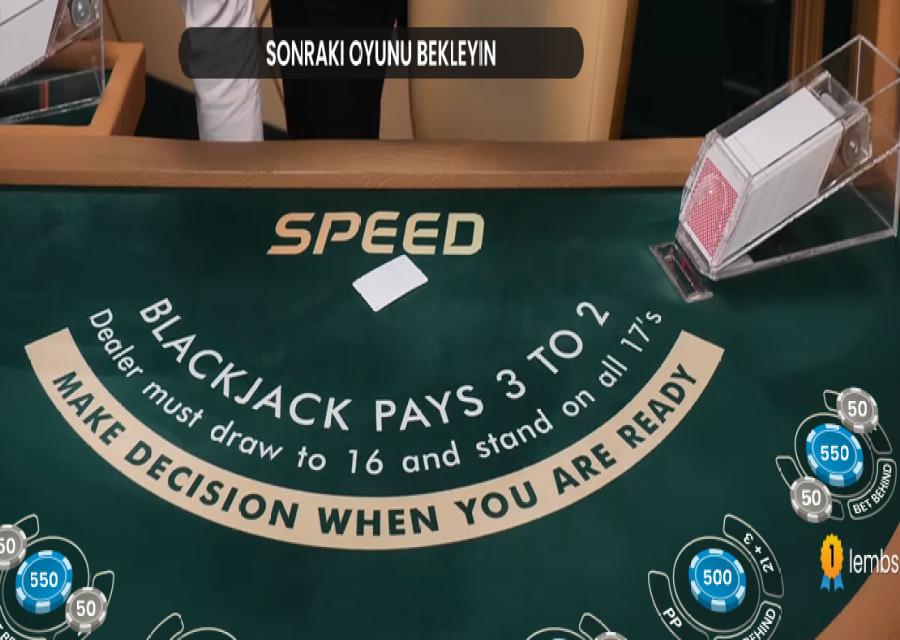 SONRAKI OYUNU BEKLEYIN
SPEED
BLACKJACK PAYS 3 TO 2
Dealer must draw to 16 and stand on all 17's
MAKE DECISION WHEN YOU ARE READY
50
550
50
BET BEHIND
1 lembs
50
550
50
21 + 3
500
PP
BEHIND